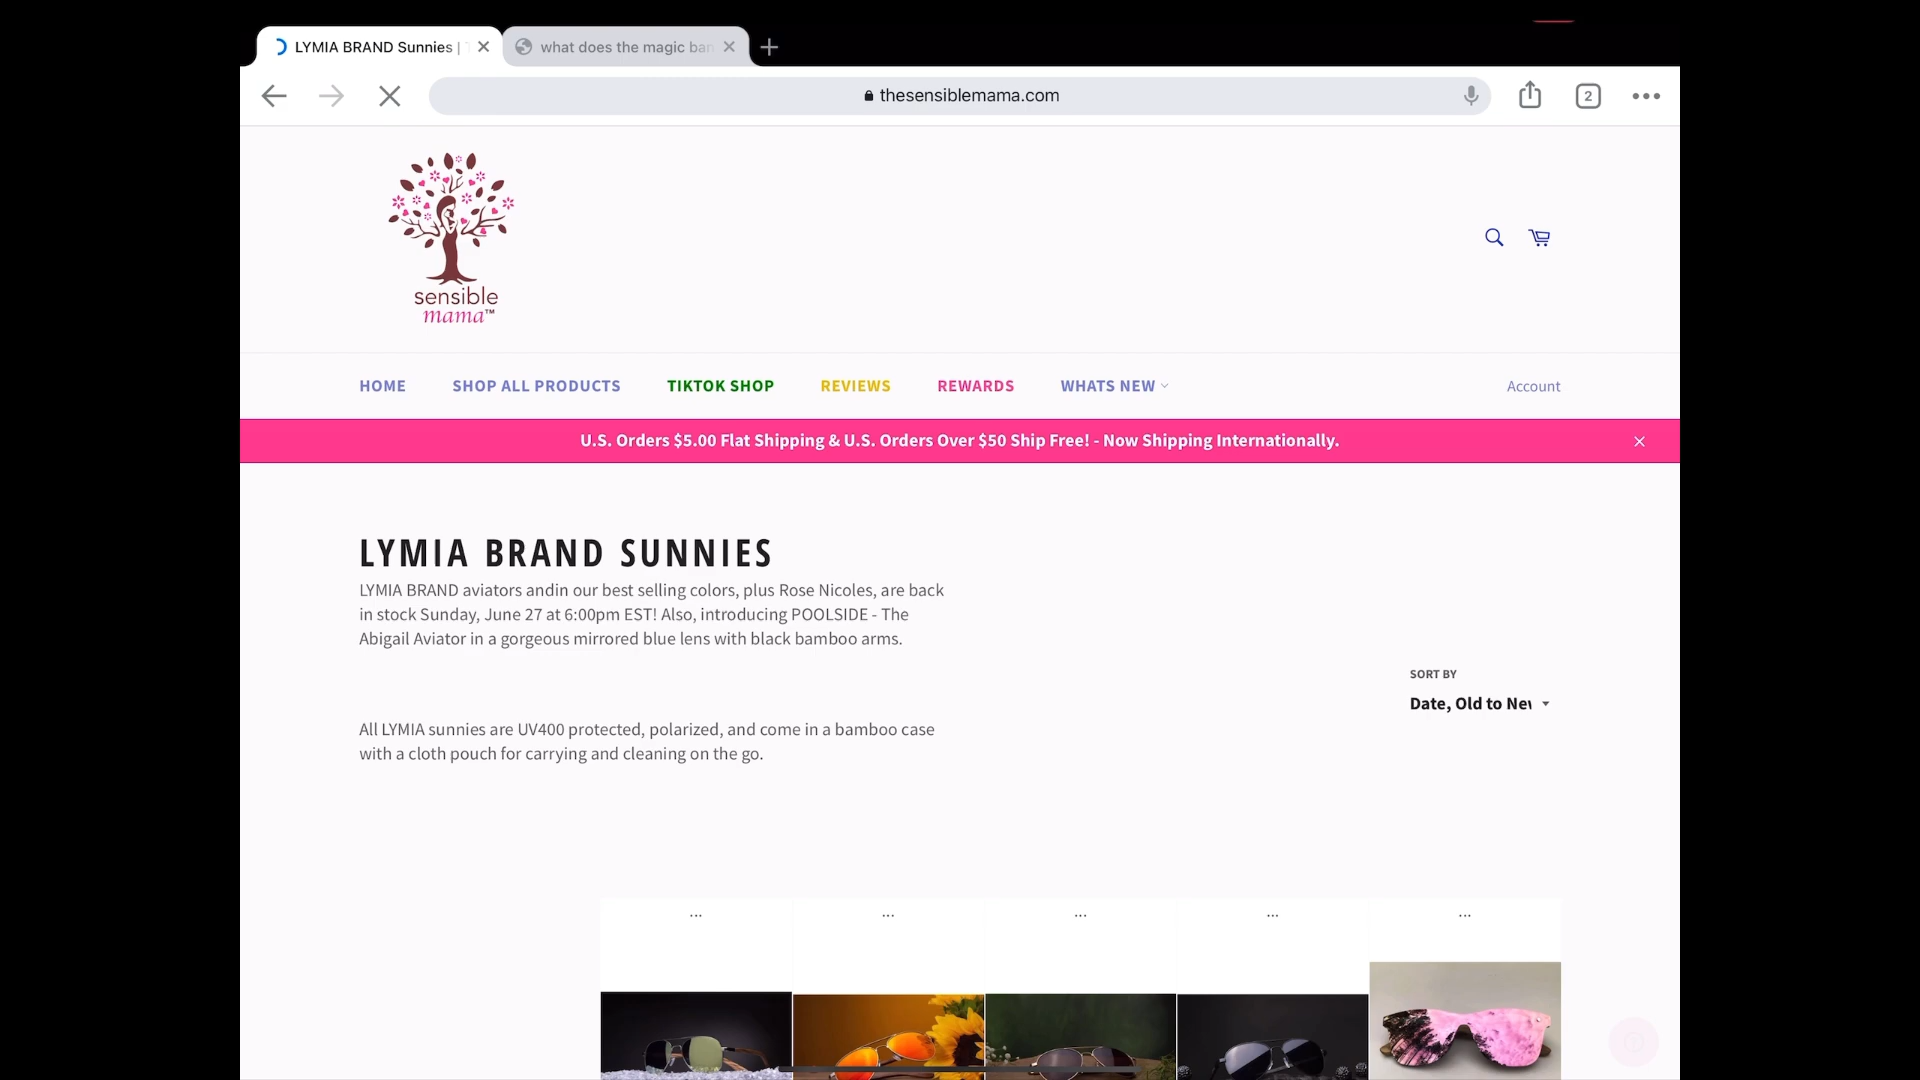 LYMIA BRAND Sunnies |
what does the magic ban
thesensiblemama.com
2
sensible
mama™
HOME
SHOP ALL PRODUCTS
TIKTOK SHOP
REVIEWS
REWARDS
WHATS NEW
Account
U.S. Orders $5.00 Flat Shipping & U.S. Orders Over $50 Ship Free! - Now Shipping Internationally.
LYMIA BRAND SUNNIES
LYMIA BRAND aviators andin our best selling colors, plus Rose Nicoles, are back
in stock Sunday, June 27 at 6:00pm EST! Also, introducing POOLSIDE - The
Abigail Aviator in a gorgeous mirrored blue lens with black bamboo arms.
SORT BY
Date, Old to New
All LYMIA sunnies are UV400 protected, polarized, and come in a bamboo case
with a cloth pouch for carrying and cleaning on the go.
... ... ... ... ...